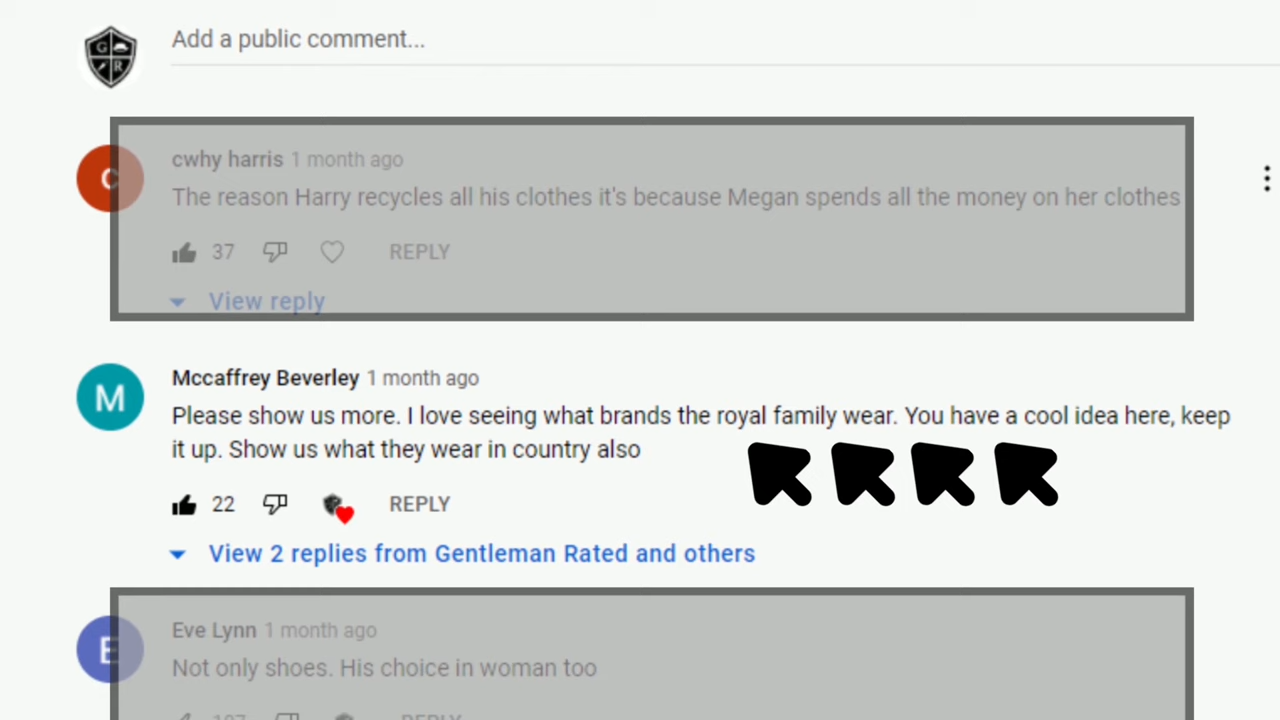 G
R
Add a public comment...
cwhy harris 1 month ago
C
The reason Harry recycles all his clothes it's because Megan spends all the money on her clothes
37 REPLY
View reply
Mccaffrey Beverley 1 month ago
M
Please show us more. I love seeing what brands the royal family wear. You have a cool idea here, keep
it up. Show us what they wear in country also
22 REPLY
View 2 replies from Gentleman Rated and others
Eve Lynn 1 month ago
E
Not only shoes. His choice in woman too
REPLY